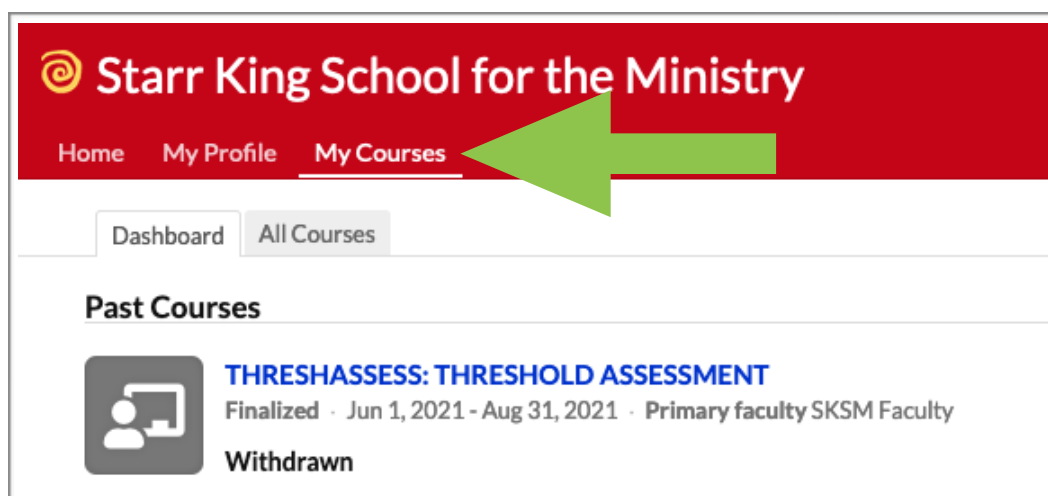 Starr King School for the Ministry
Home My Profile My Courses
Dashboard All Courses
Past Courses
THRESHASSESS: THRESHOLD ASSESSMENT
Finalized · Jun 1, 2021 - Aug 31, 2021 · Primary faculty SKSM Faculty
Withdrawn